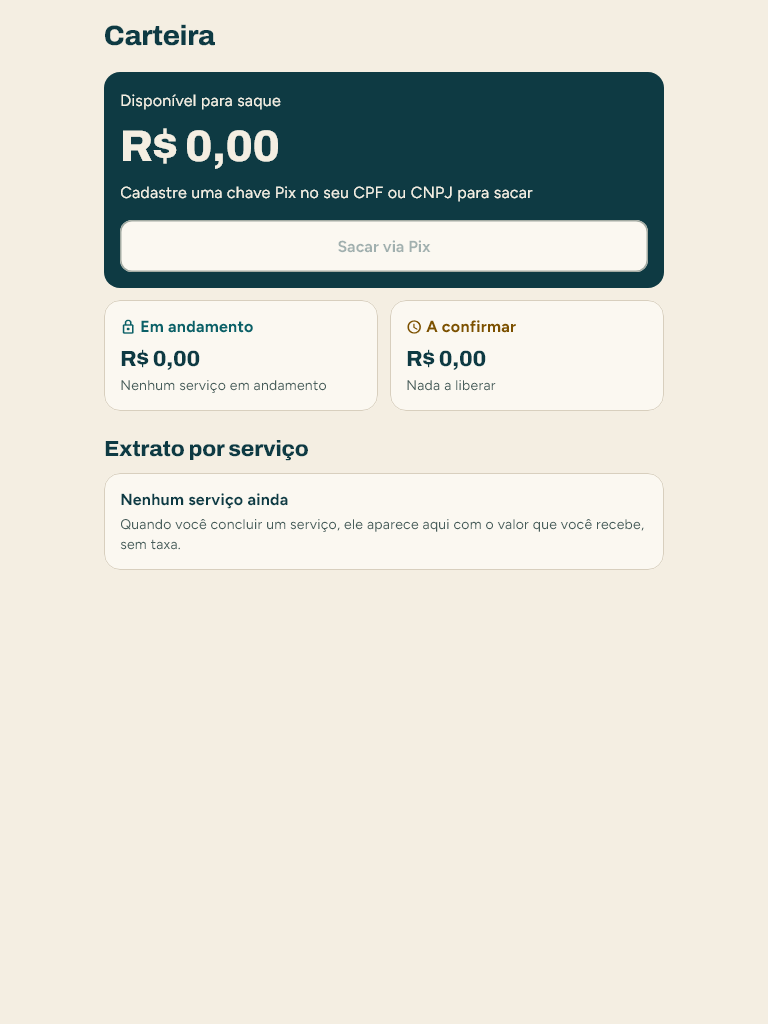 Carteira
Disponível para saque
R$ 0,00
Cadastre uma chave Pix no seu CPF ou CNPJ para sacar
Sacar via Pix
Em andamento
R$ 0,00
Nenhum serviço em andamento
A confirmar
R$ 0,00
Nada a liberar
Extrato por serviço
Nenhum serviço ainda
Quando você concluir um serviço, ele aparece aqui com o valor que você recebe,
sem taxa.